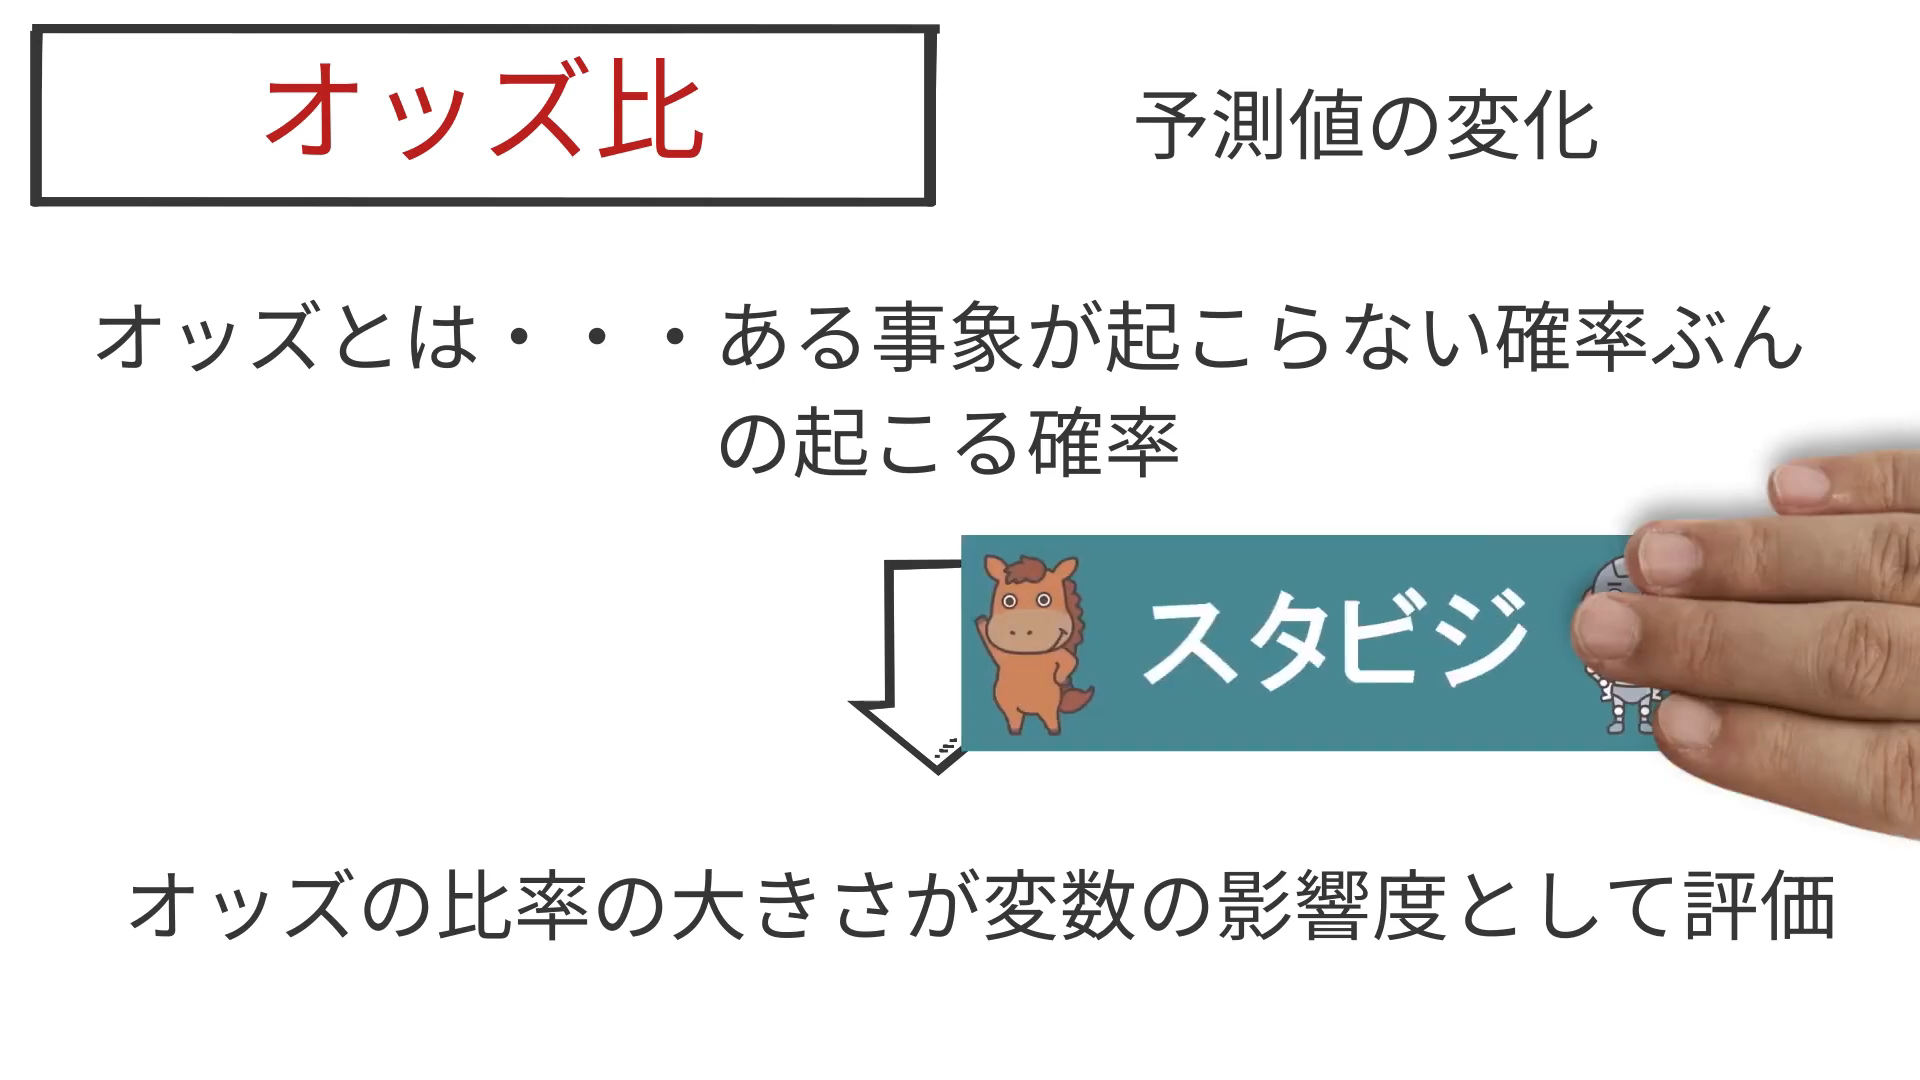 オッズ比
予測値の変化
オッズとは・・・ある事象が起こらない確率ぶん
の起こる確率
スタビジ
オッズの比率の大きさが変数の影響度として評価